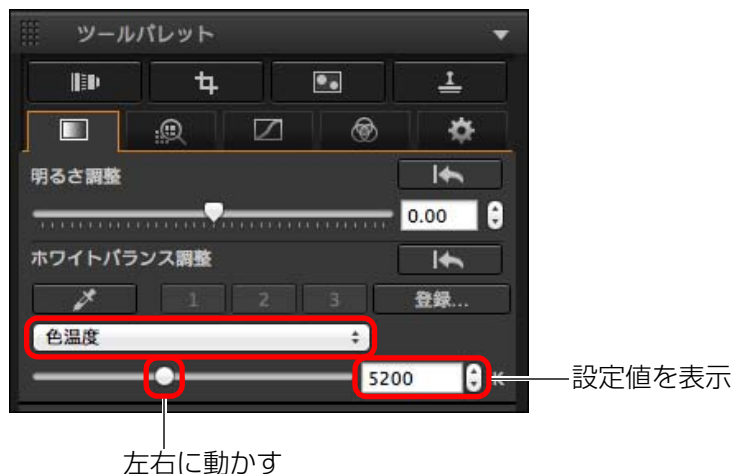 ツールパレット
明るさ調整
0.00
ホワイトバランス調整
1 2 3 登録...
色温度
5200 K 設定値を表示
左右に動かす